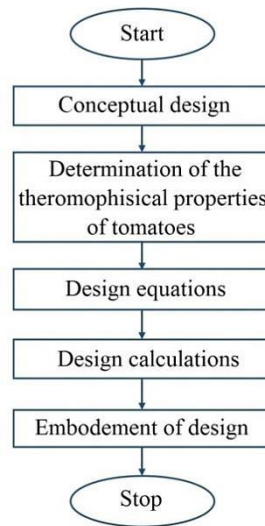 Start
Conceptual design
Determination of the
theromophisical properties
of tomatoes
Design equations
Design calculations
Embodement of design
Stop